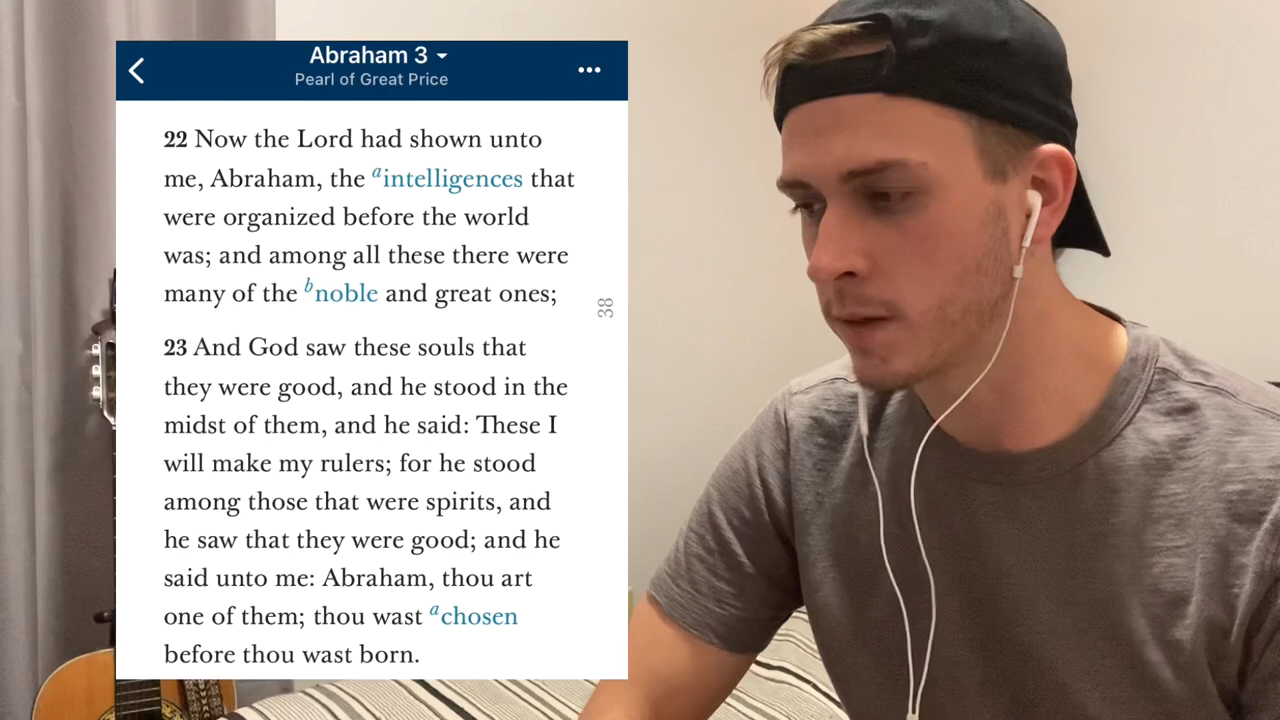 Abraham 3
Pearl of Great Price
22 Now the Lord had shown unto
me, Abraham, the a intelligences that
were organized before the world
was; and among all these there were
many of the b noble and great ones;
38
23 And God saw these souls that
they were good, and he stood in the
midst of them, and he said: These I
will make my rulers; for he stood
among those that were spirits, and
he saw that they were good; and he
said unto me: Abraham, thou art
one of them; thou wast a chosen
before thou wast born.